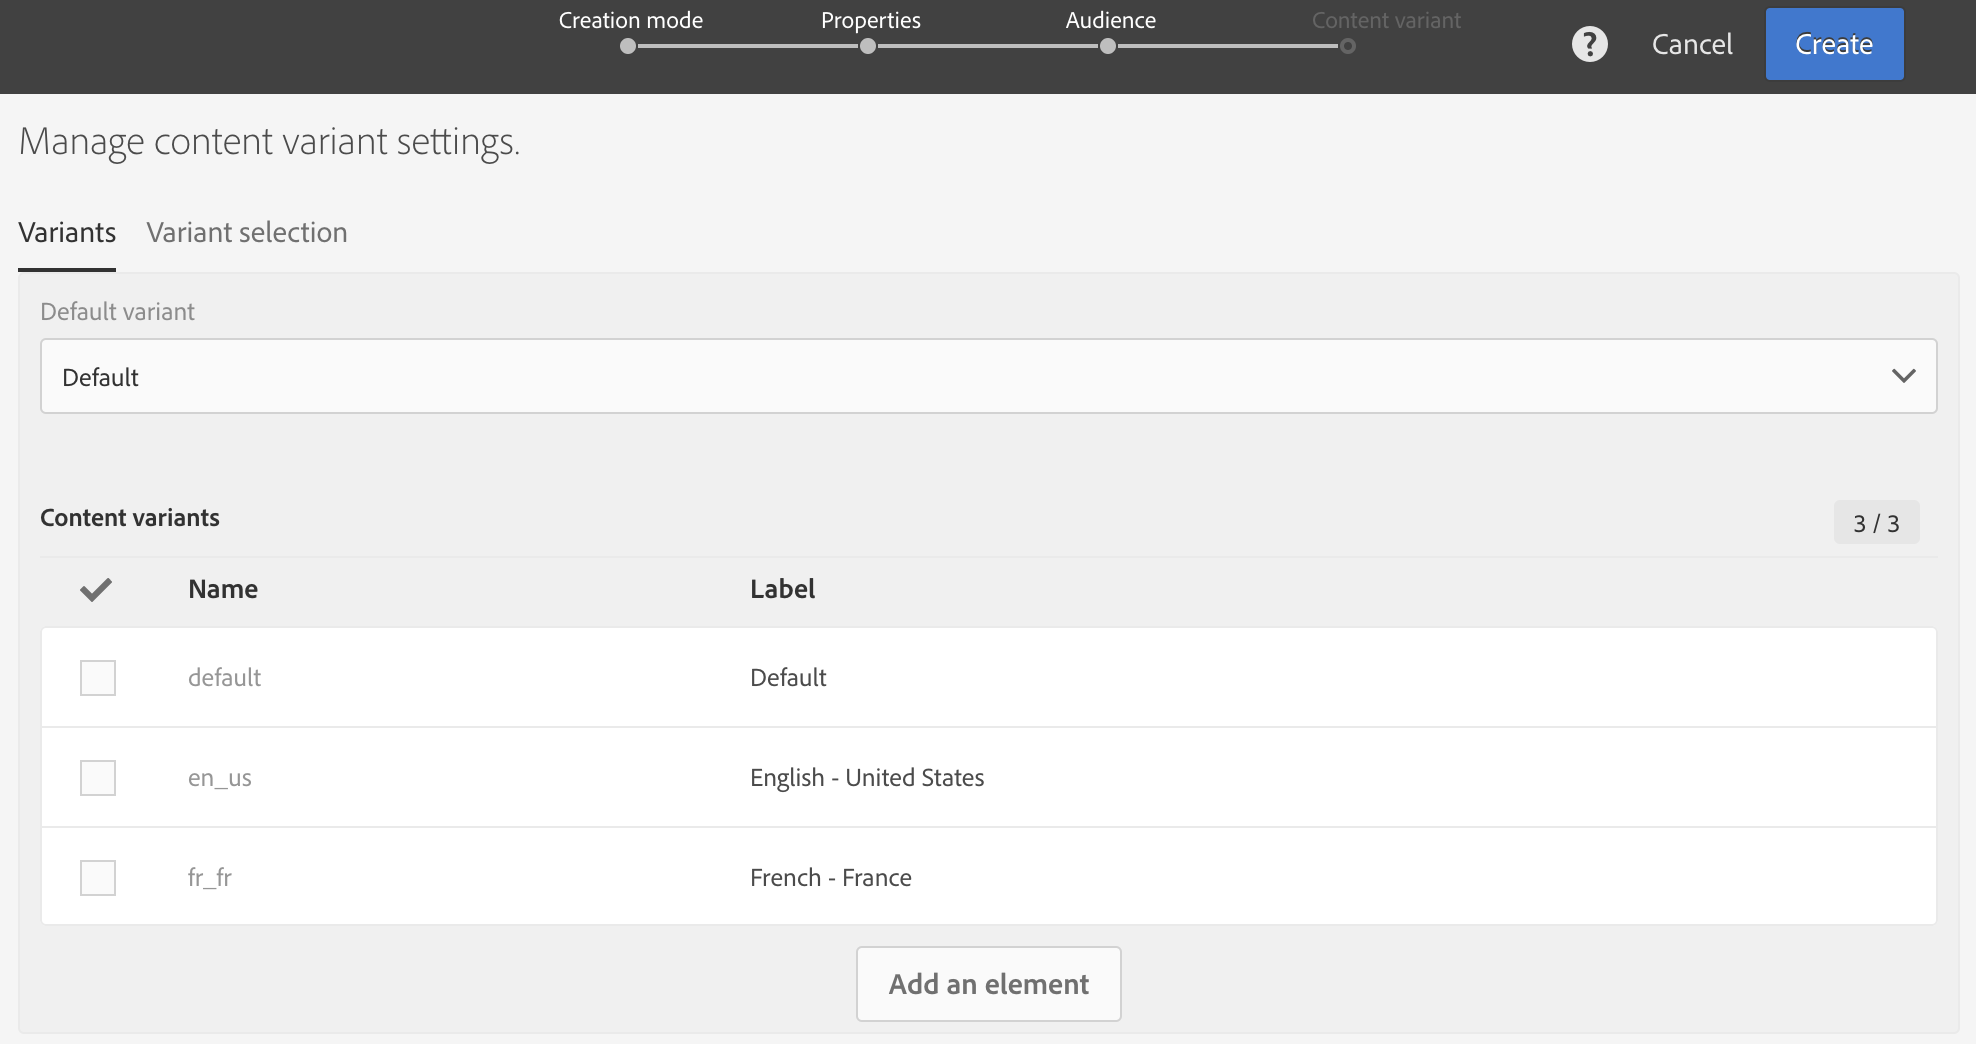 Creation mode Properties Audience Content variant
? Cancel Create
Manage content variant settings.
Variants Variant selection
Default variant
Default
Content variants 3 / 3
Name Label
default Default
en_us English - United States
fr_fr French - France
Add an element